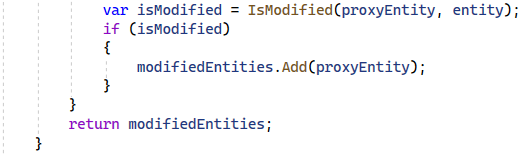 var isModified = IsModified(proxyEntity, entity);
if (isModified)
{
modifiedEntities.Add(proxyEntity);
}
}
return modifiedEntities;
}